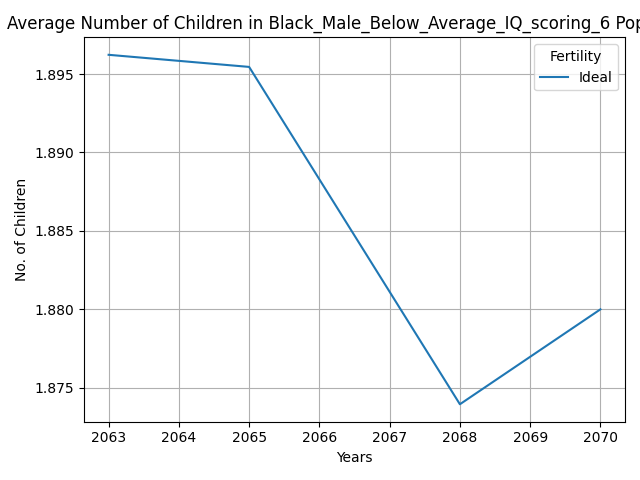 Average Number of Children in Black_Male_Below_Average_IQ_scoring_6 Pop
Fertility
Ideal
1.895
1.890
1.885
1.880
1.875
No. of Children
2063 2064 2065 2066 2067 2068 2069 2070
Years